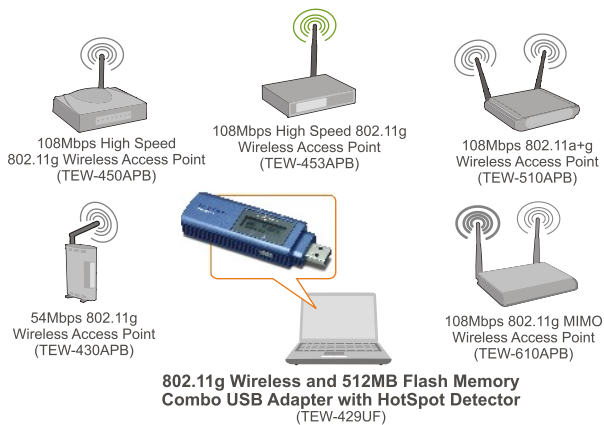 108Mbps High Speed
802.11g Wireless Access Point
(TEW-450APB)
108Mbps High Speed 802.11g
Wireless Access Point
(TEW-453APB)
108Mbps 802.11a+g
Wireless Access Point
(TEW-510APB)
54Mbps 802.11g
Wireless Access Point
(TEW-430APB)
108Mbps 802.11g MIMO
Wireless Access Point
(TEW-610APB)
802.11g Wireless and 512MB Flash Memory
Combo USB Adapter with HotSpot Detector
(TEW-429UF)